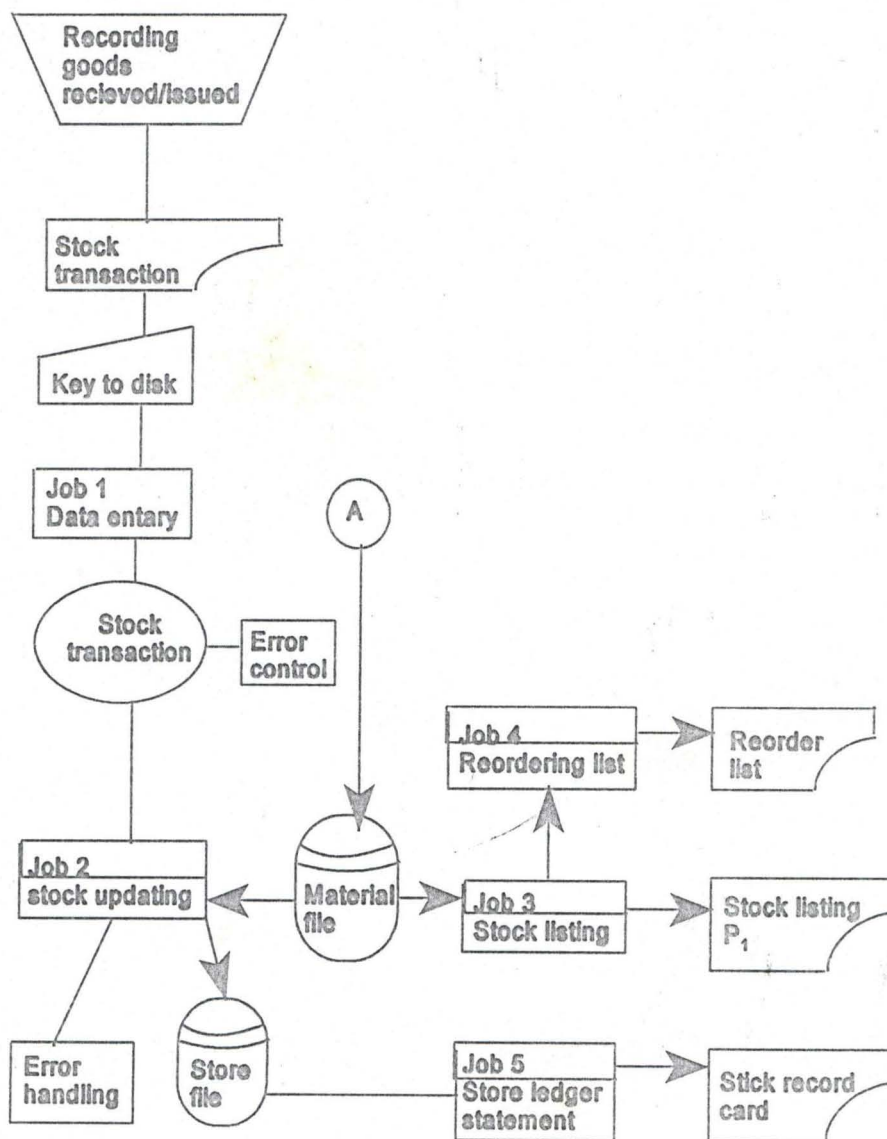 Recording
goods
recieved/issued
Stock
transaction
Key to disk
Job 1
Data entary
A
Stock
transaction
Error
control
Job 4
Reordering list
Reorder
list
Job 2
stock updating
Material
file
Job 3
Stock listing
Stock listing
P₁
Error
handling
Store
file
Job 5
Store ledger
statement
Stick record
card